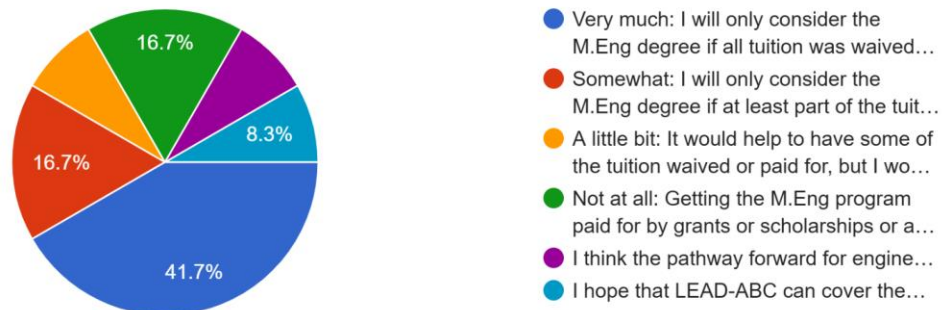 16.7%
8.3%
16.7%
41.7%
Very much: I will only consider the
M.Eng degree if all tuition was waived…
Somewhat: I will only consider the
M.Eng degree if at least part of the tuit…
A little bit: It would help to have some of
the tuition waived or paid for, but I wo…
Not at all: Getting the M.Eng program
paid for by grants or scholarships or a…
I think the pathway forward for engine…
I hope that LEAD-ABC can cover the…